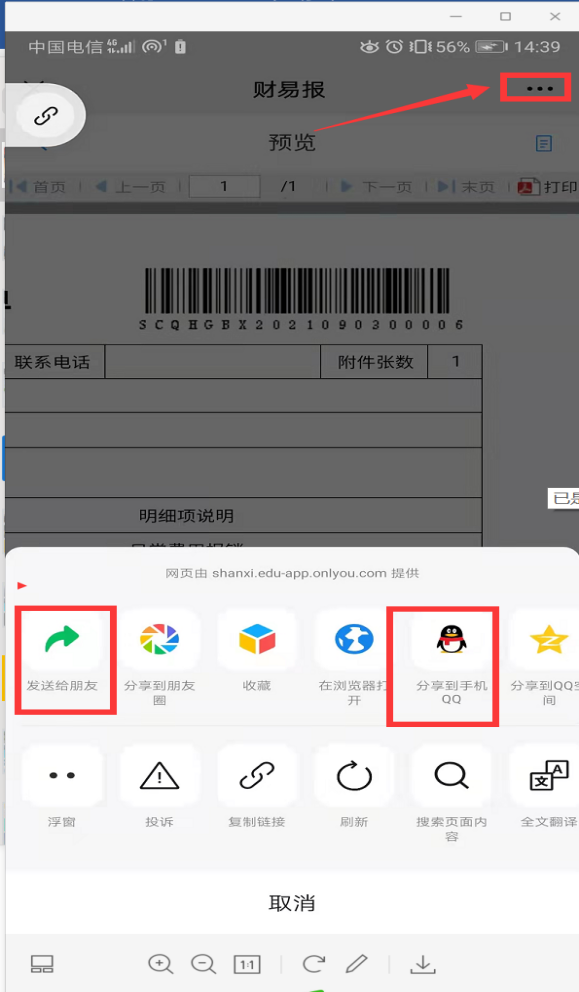 中国电信 4G 56% 14:39
财易报
预览
首页 上一页 1 /1 下一页 末页 打印
SCQHGBX20210903000006
联系电话 附件张数 1
明细项说明
已是
网页由 shanxi.edu-app.onlyou.com 提供
发送给朋友 分享到朋友 收藏 在浏览器打 分享到手机 分享到QQ空
圈 开 QQ 间
浮窗 投诉 复制链接 刷新 搜索页面内 全文翻译
容
取消
1:1